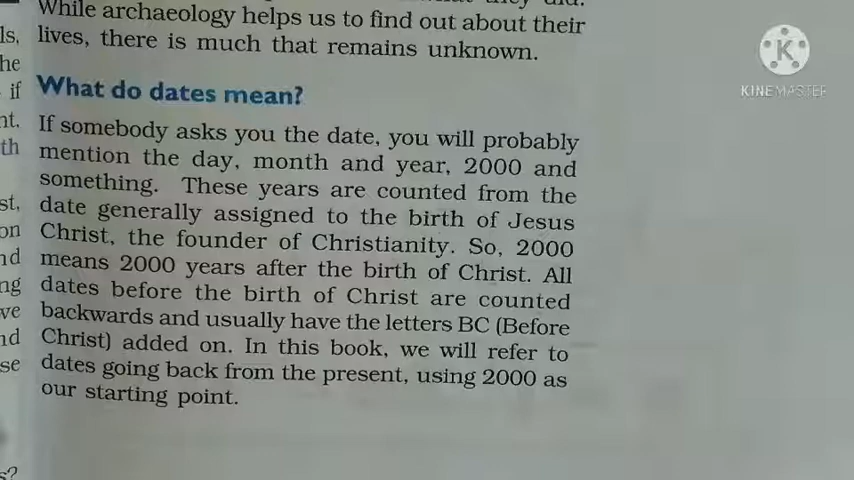 While archaeology helps us to find out about their
lives, there is much that remains unknown.
What do dates mean?
If somebody asks you the date, you will probably
mention the day, month and year, 2000 and
something. These years are counted from the
date generally assigned to the birth of Jesus
Christ, the founder of Christianity. So, 2000
means 2000 years after the birth of Christ. All
dates before the birth of Christ are counted
backwards and usually have the letters BC (Before
Christ) added on. In this book, we will refer to
dates going back from the present, using 2000 as
our starting point.
K
KINEMASTER